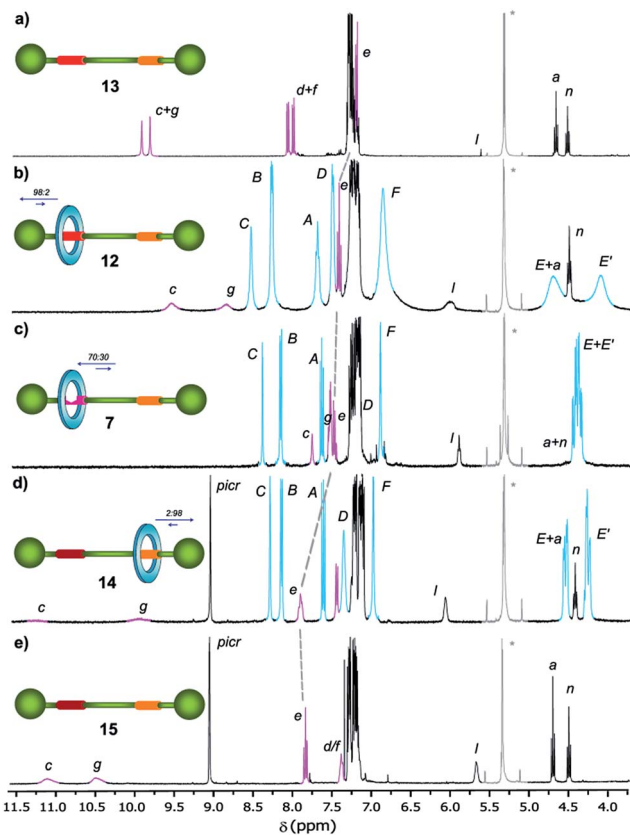 a)
13
c+g
d+f
e
l
*
a
n
b)
98:2
12
c
g
C
B
A
D
e
F
l
*
E+a
n
E'
c)
70:30
7
C
B
c
A
g
e
D
F
l
*
a+n
E+E'
d)
2:98
14
c
g
picr
C
B
e
A
D
F
l
*
E+a
n
E'
e)
15
c
g
picr
e
d/f
l
*
a
n
11.5 11.0 10.5 10.0 9.5 9.0 8.5 8.0 7.5 7.0 6.5 6.0 5.5 5.0 4.5 4.0
δ (ppm)